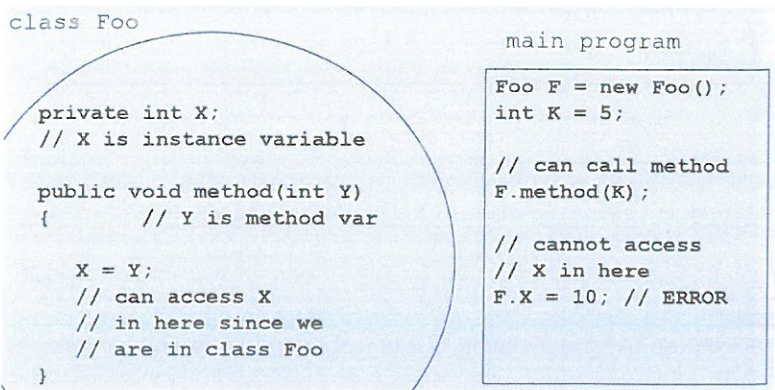 class Foo
private int X;
// X is instance variable
public void method(int Y)
{ // Y is method var
X = Y;
// can access X
// in here since we
// are in class Foo
}
main program
Foo F = new Foo();
int K = 5;
// can call method
F.method(K);
// cannot access
// X in here
F.X = 10; // ERROR